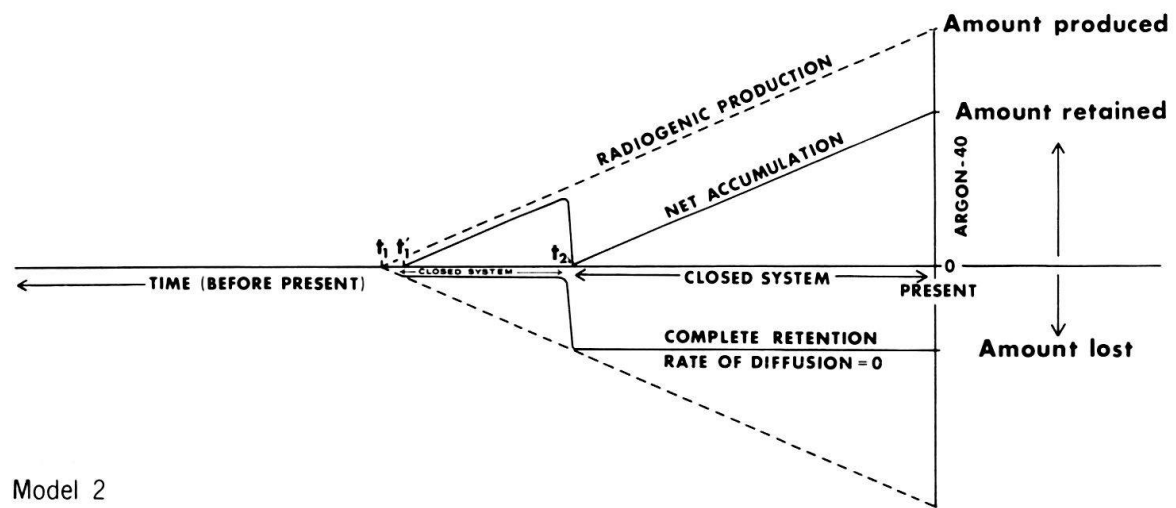 Amount produced
RADIOGENIC PRODUCTION
Amount retained
NET ACCUMULATION
ARGON-40
t₁ t₁′
t₂
CLOSED SYSTEM
0
TIME (BEFORE PRESENT)
CLOSED SYSTEM
PRESENT
COMPLETE RETENTION
Amount lost
RATE OF DIFFUSION = 0
Model 2